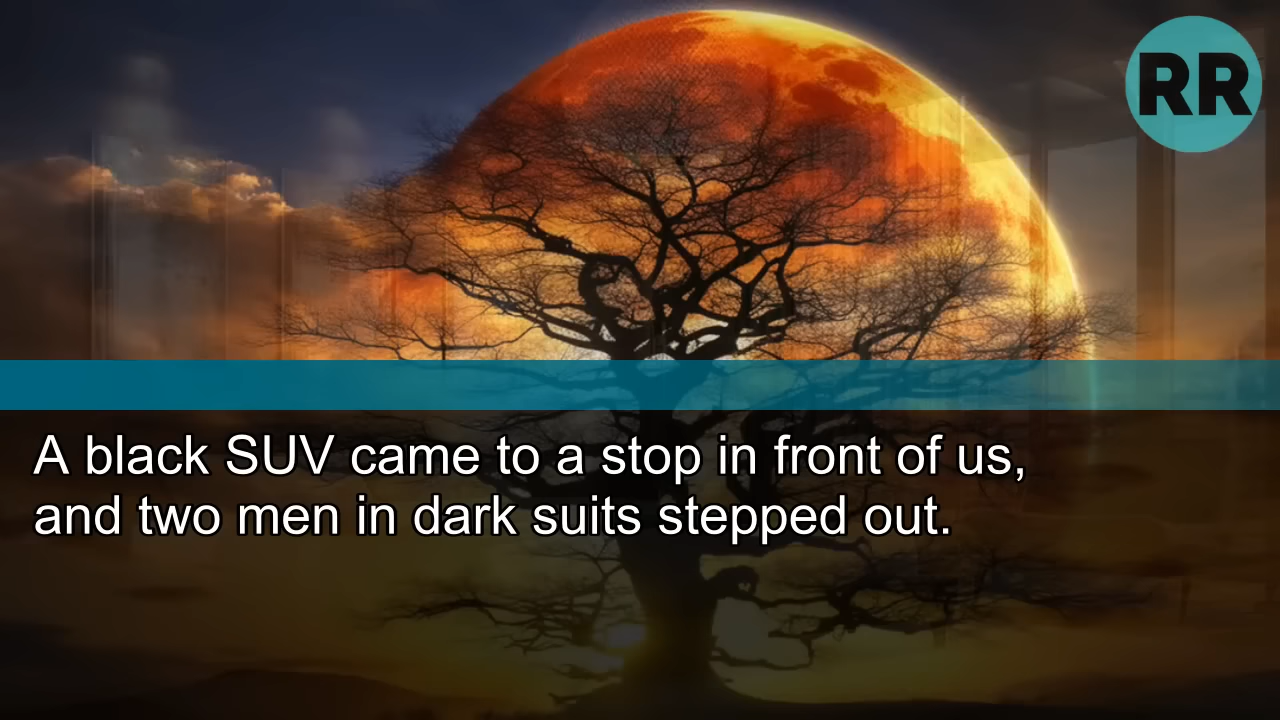 RR
A black SUV came to a stop in front of us,
and two men in dark suits stepped out.